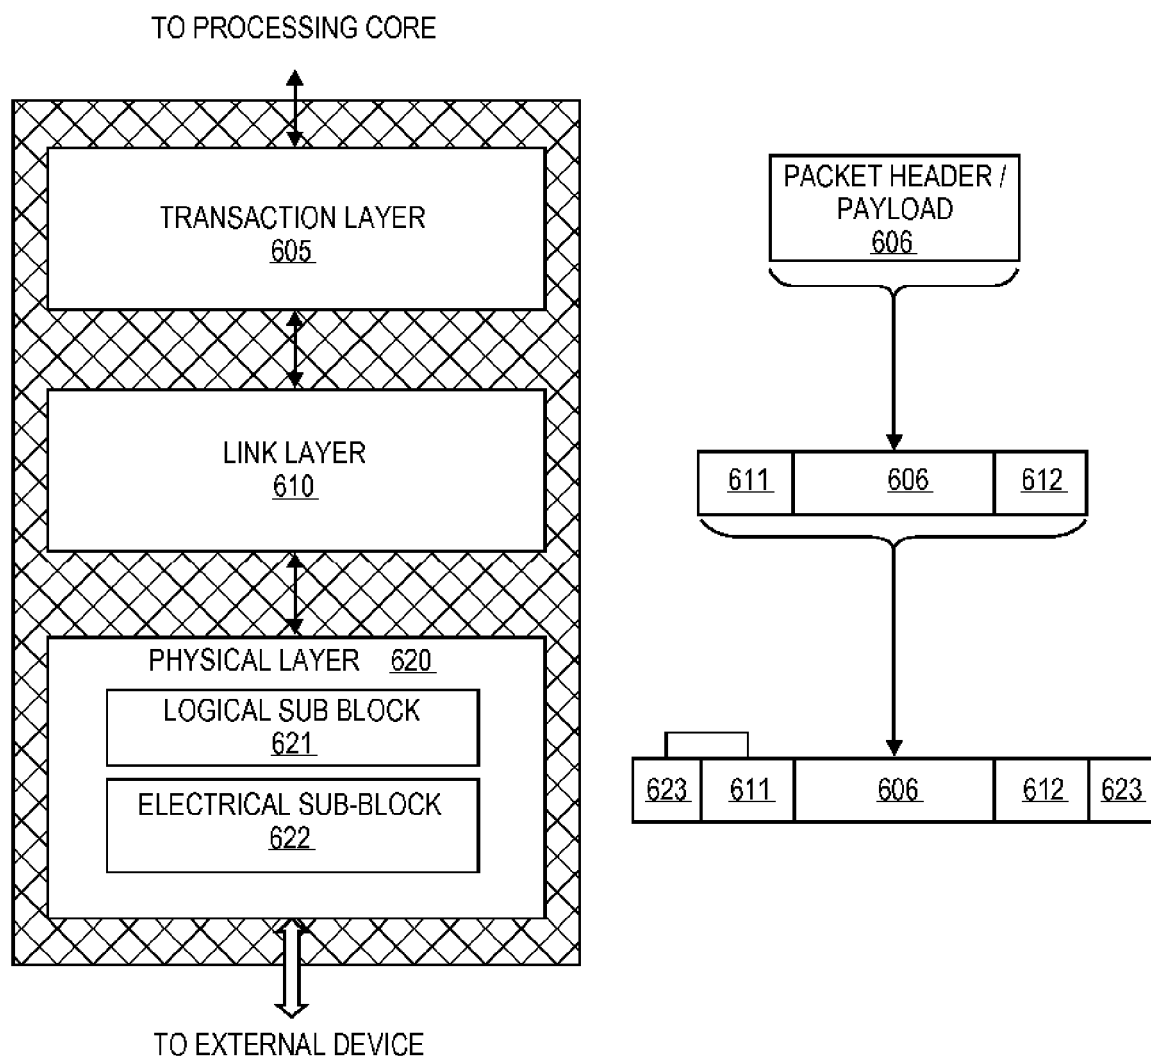 TO PROCESSING CORE
TRANSACTION LAYER
605
LINK LAYER
610
PHYSICAL LAYER 620
LOGICAL SUB BLOCK
621
ELECTRICAL SUB-BLOCK
622
TO EXTERNAL DEVICE
PACKET HEADER /
PAYLOAD
606
611 606 612
623 611 606 612 623